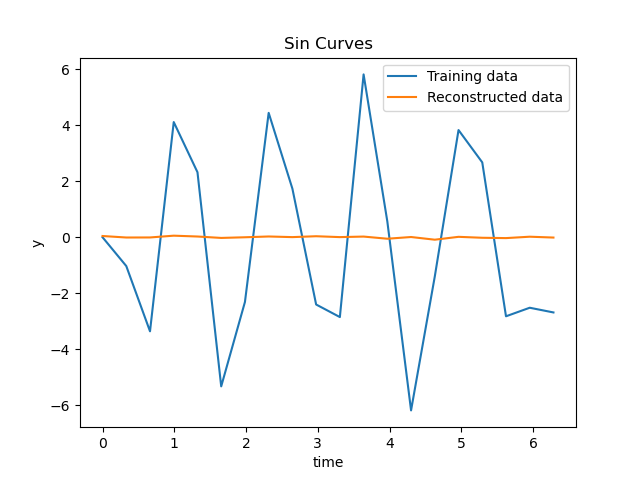 Sin Curves
Training data
Reconstructed data
6
4
2
0
−2
−4
−6
y
0 1 2 3 4 5 6
time